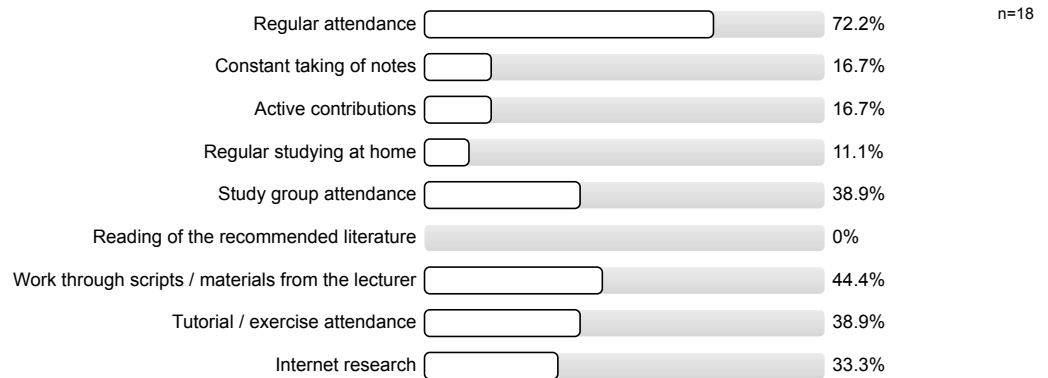 n=18
Regular attendance 72.2%
Constant taking of notes 16.7%
Active contributions 16.7%
Regular studying at home 11.1%
Study group attendance 38.9%
Reading of the recommended literature 0%
Work through scripts / materials from the lecturer 44.4%
Tutorial / exercise attendance 38.9%
Internet research 33.3%